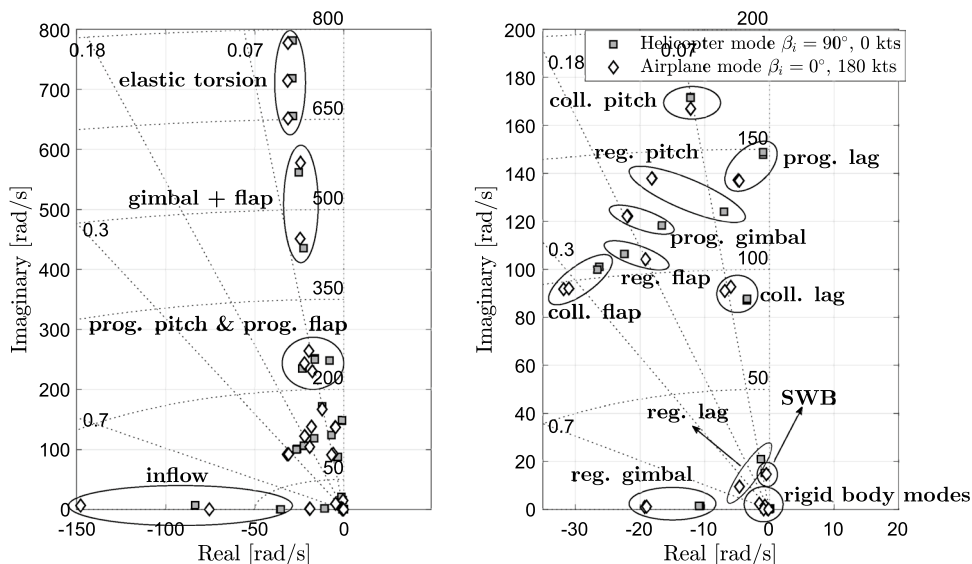 800
800
0.18
0.07
elastic torsion
700
650
600
gimbal + flap
500
500
400
0.3
350
300
prog. pitch & prog. flap
200
200
0.7
100
50
inflow
0
-150
-100
-50
0
Real [rad/s]
Imaginary [rad/s]
200
200
Helicopter mode βᵢ = 90°, 0 kts
Airplane mode βᵢ = 0°, 180 kts
0.07
0.18
180
coll. pitch
160
150
reg. pitch
prog. lag
140
120
prog. gimbal
0.3
100
100
reg. flap
coll. lag
coll. flap
80
60
50
SWB
reg. lag
40
0.7
20
reg. gimbal
rigid body modes
0
-30
-20
-10
0
10
20
Real [rad/s]
Imaginary [rad/s]